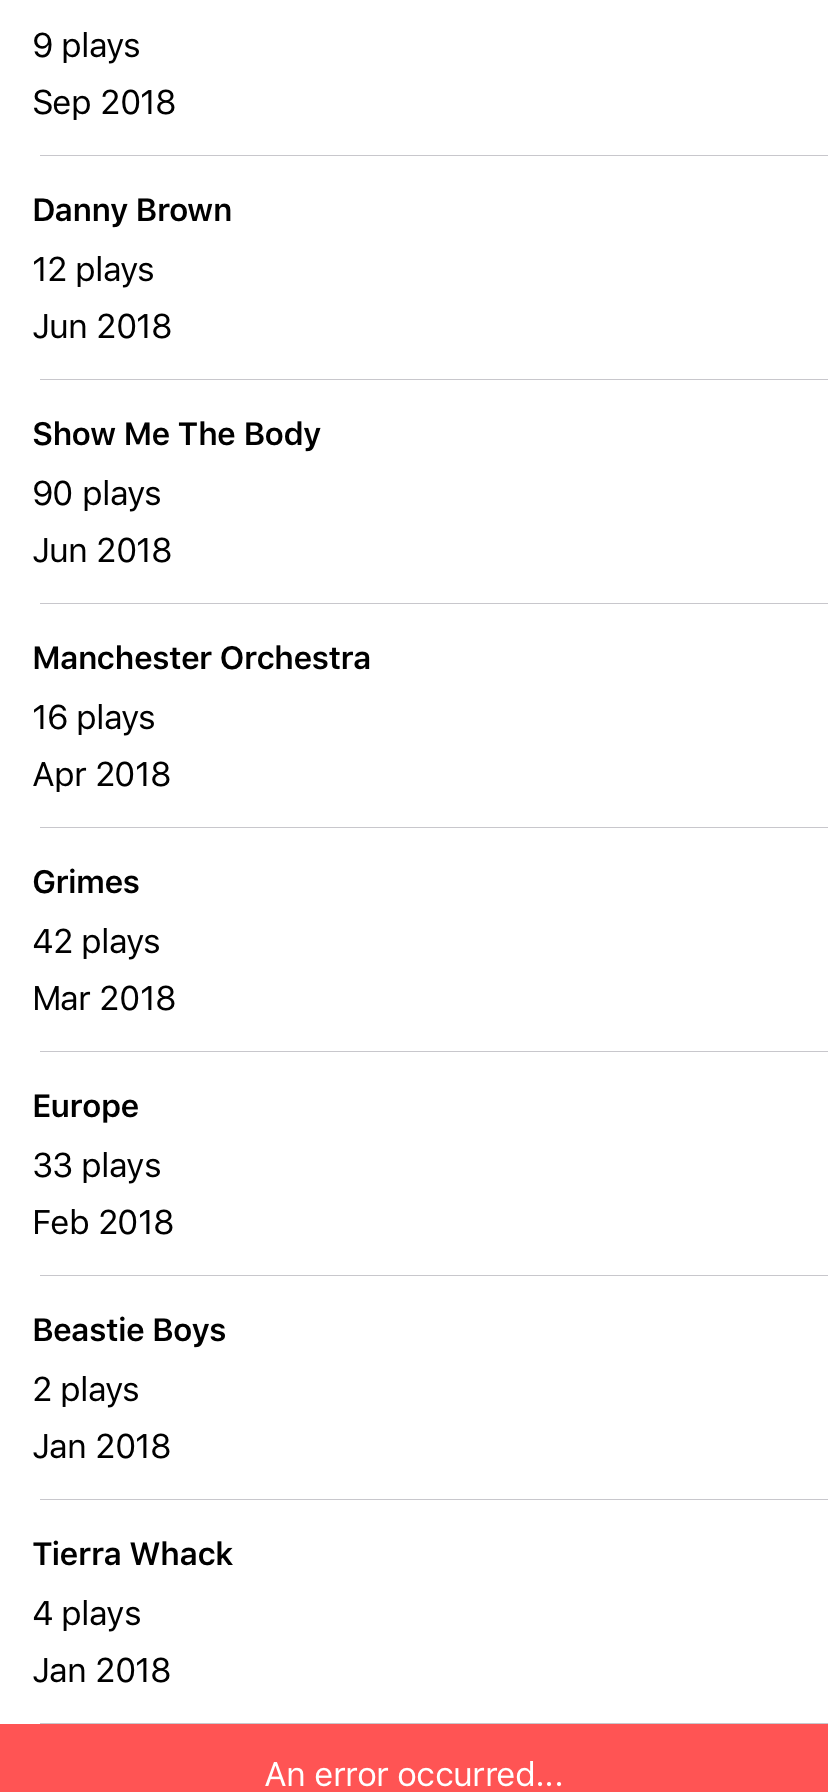 9 plays
Sep 2018
Danny Brown
12 plays
Jun 2018
Show Me The Body
90 plays
Jun 2018
Manchester Orchestra
16 plays
Apr 2018
Grimes
42 plays
Mar 2018
Europe
33 plays
Feb 2018
Beastie Boys
2 plays
Jan 2018
Tierra Whack
4 plays
Jan 2018
An error occurred...